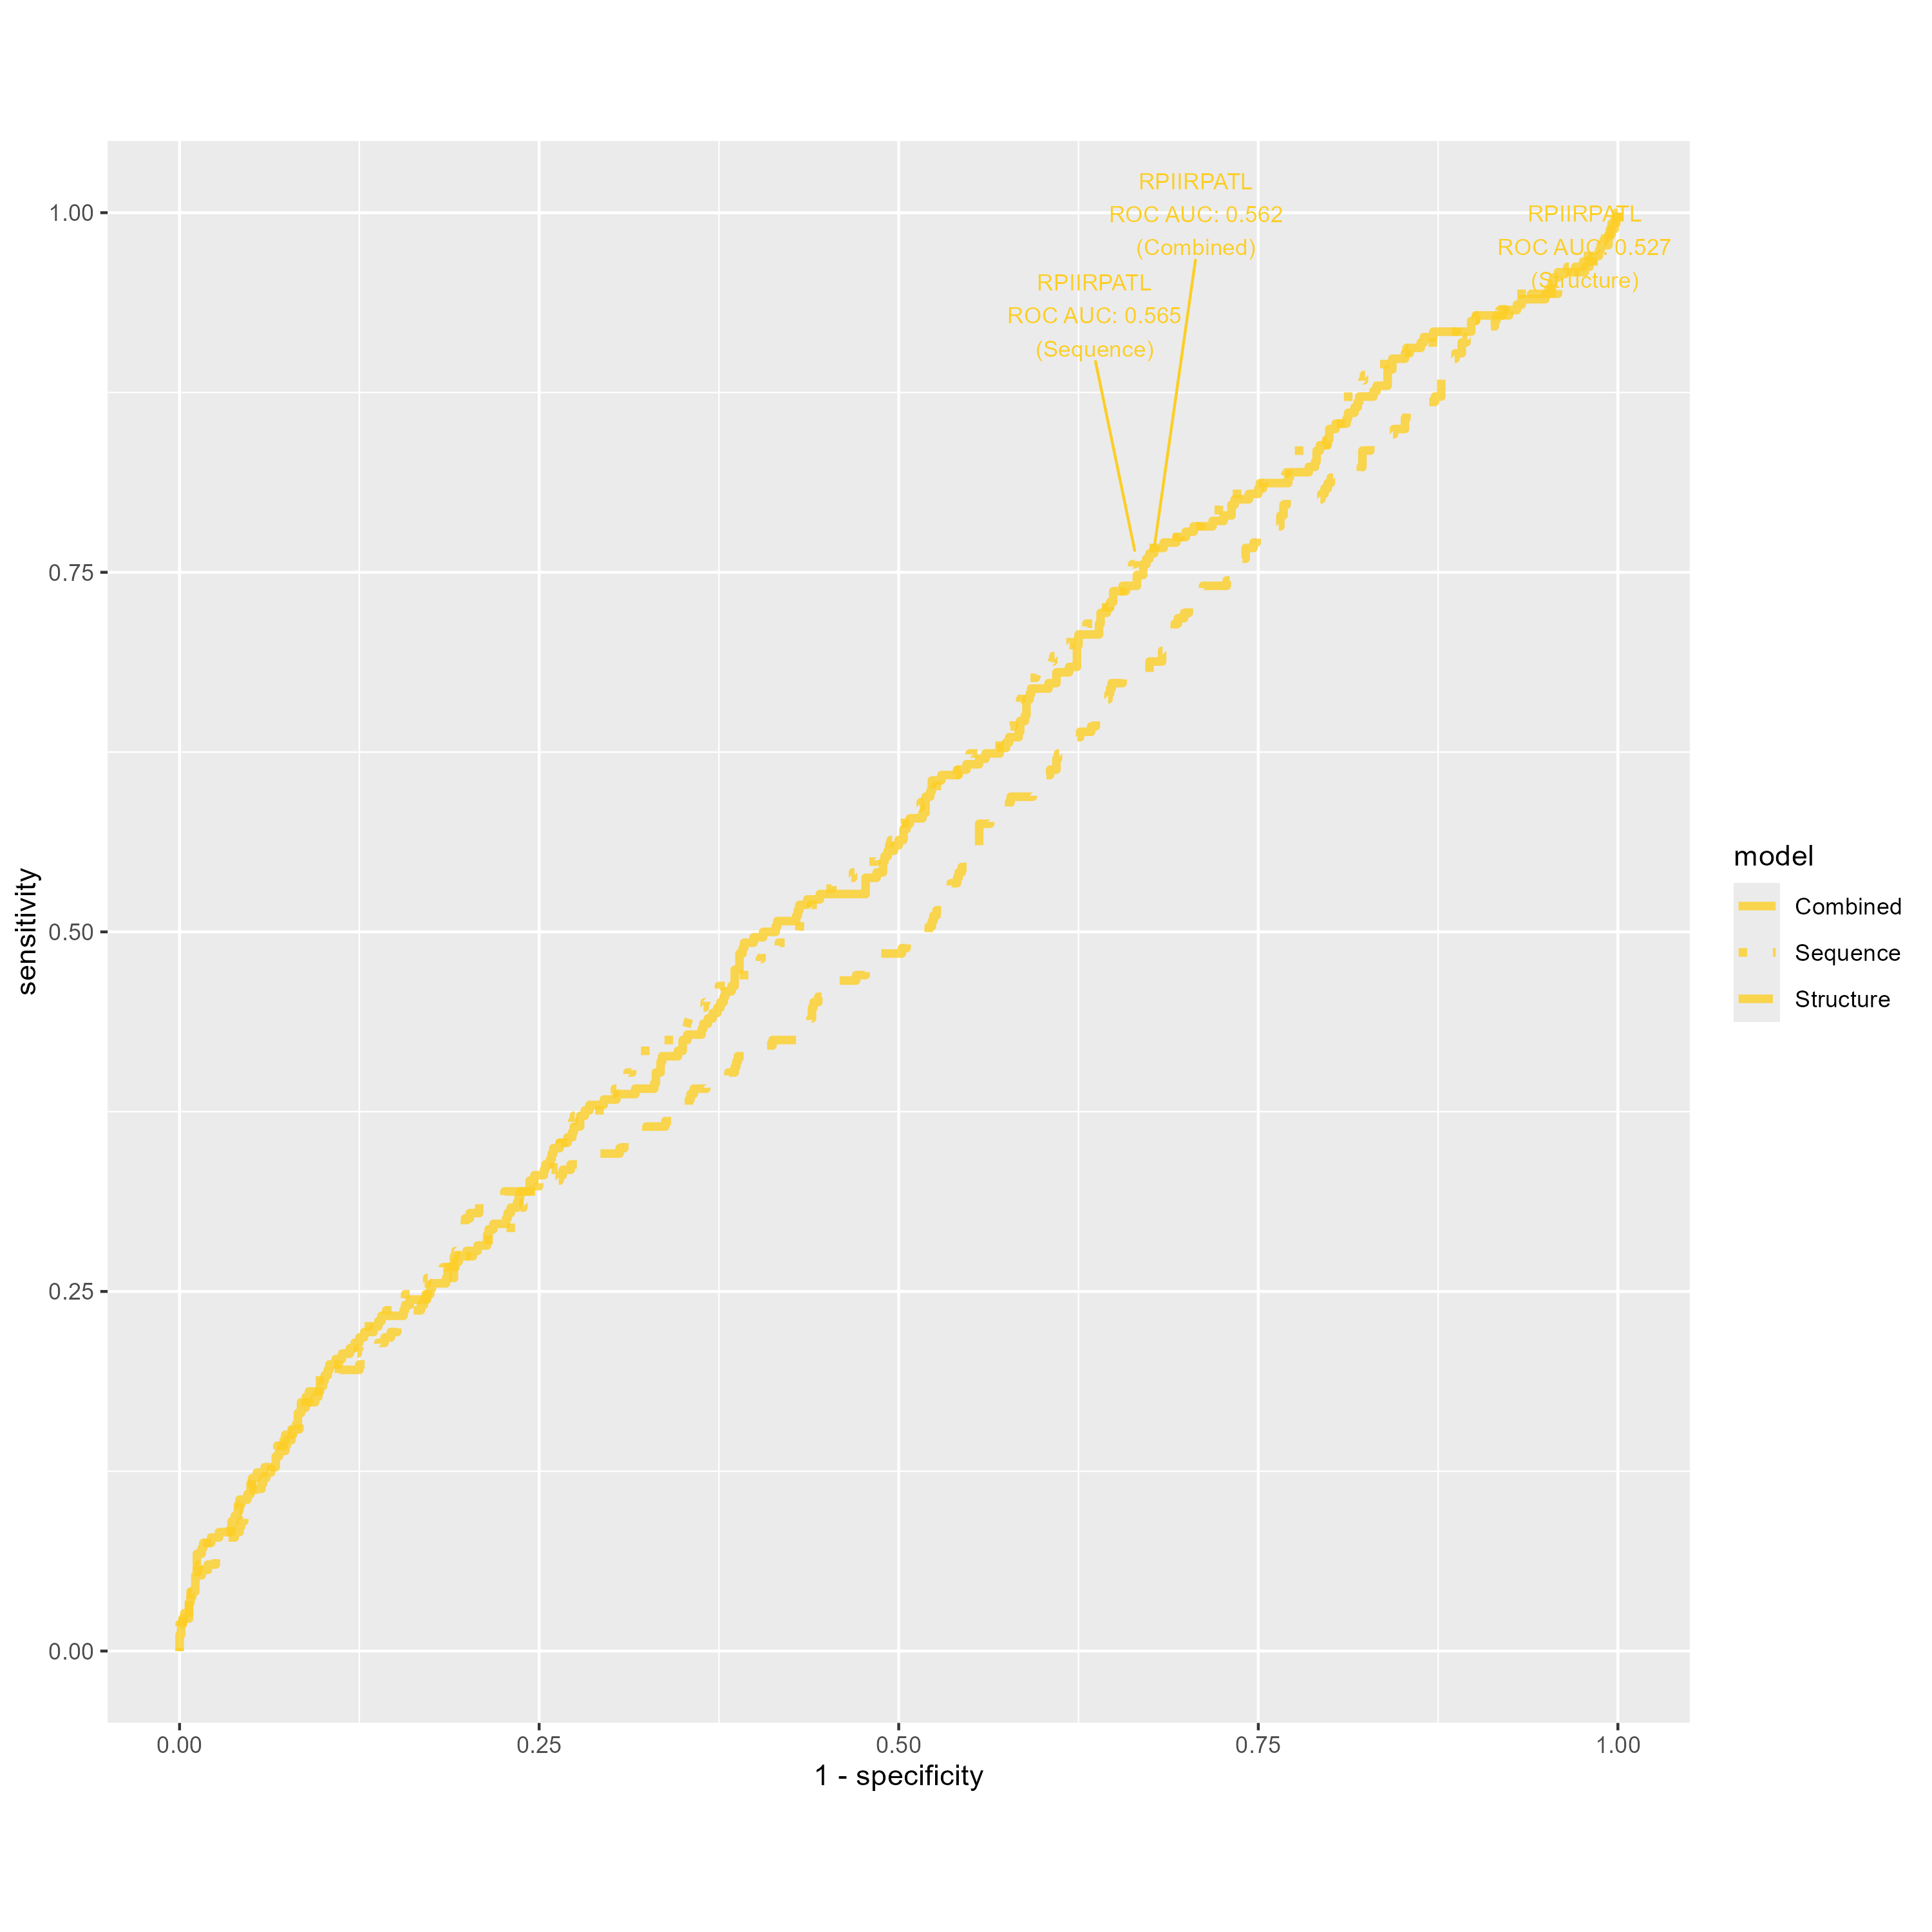 RPIIRPATL
ROC AUC: 0.562
(Combined)
RPIIRPATL
ROC AUC: 0.527
(Structure)
RPIIRPATL
ROC AUC: 0.565
(Sequence)
1.00
0.75
0.50
0.25
0.00
sensitivity
0.00
0.25
0.50
0.75
1.00
1 - specificity
model
Combined
Sequence
Structure